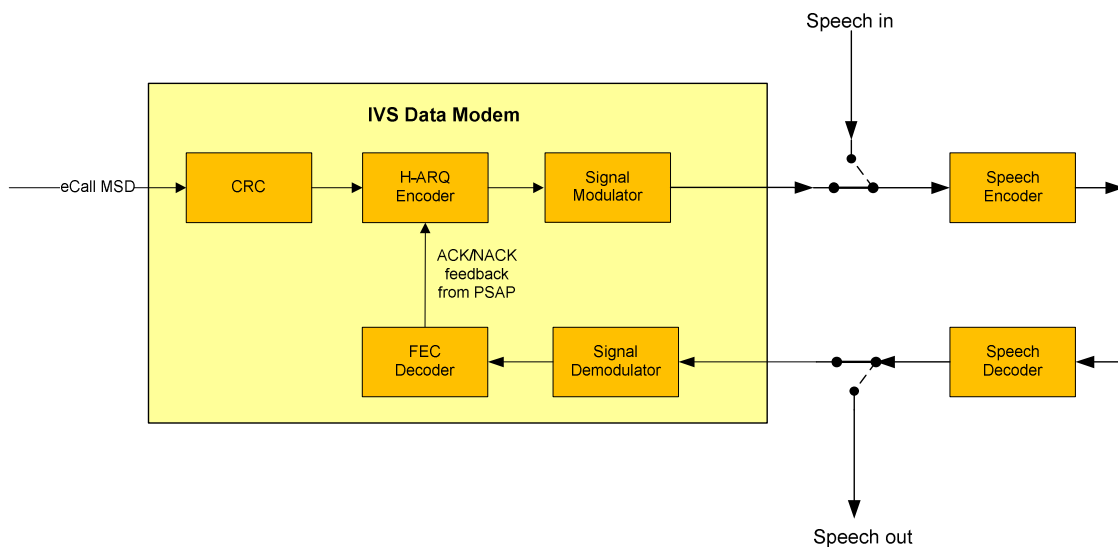 Speech in
IVS Data Modem
eCall MSD
CRC
H-ARQ
Encoder
Signal
Modulator
Speech
Encoder
ACK/NACK
feedback
from PSAP
FEC
Decoder
Signal
Demodulator
Speech
Decoder
Speech out